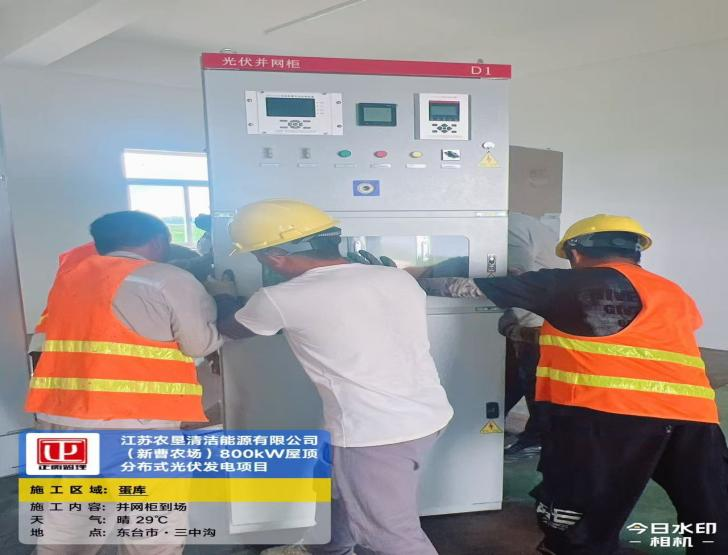 光伏并网柜
D1
江苏农垦清洁能源有限公司
（新曹农场）800kW屋顶
分布式光伏发电项目
施工区域：蛋库
施工内容：并网柜到场
天气：晴 29℃
地点：东台市·三中沟
今日水印
相机